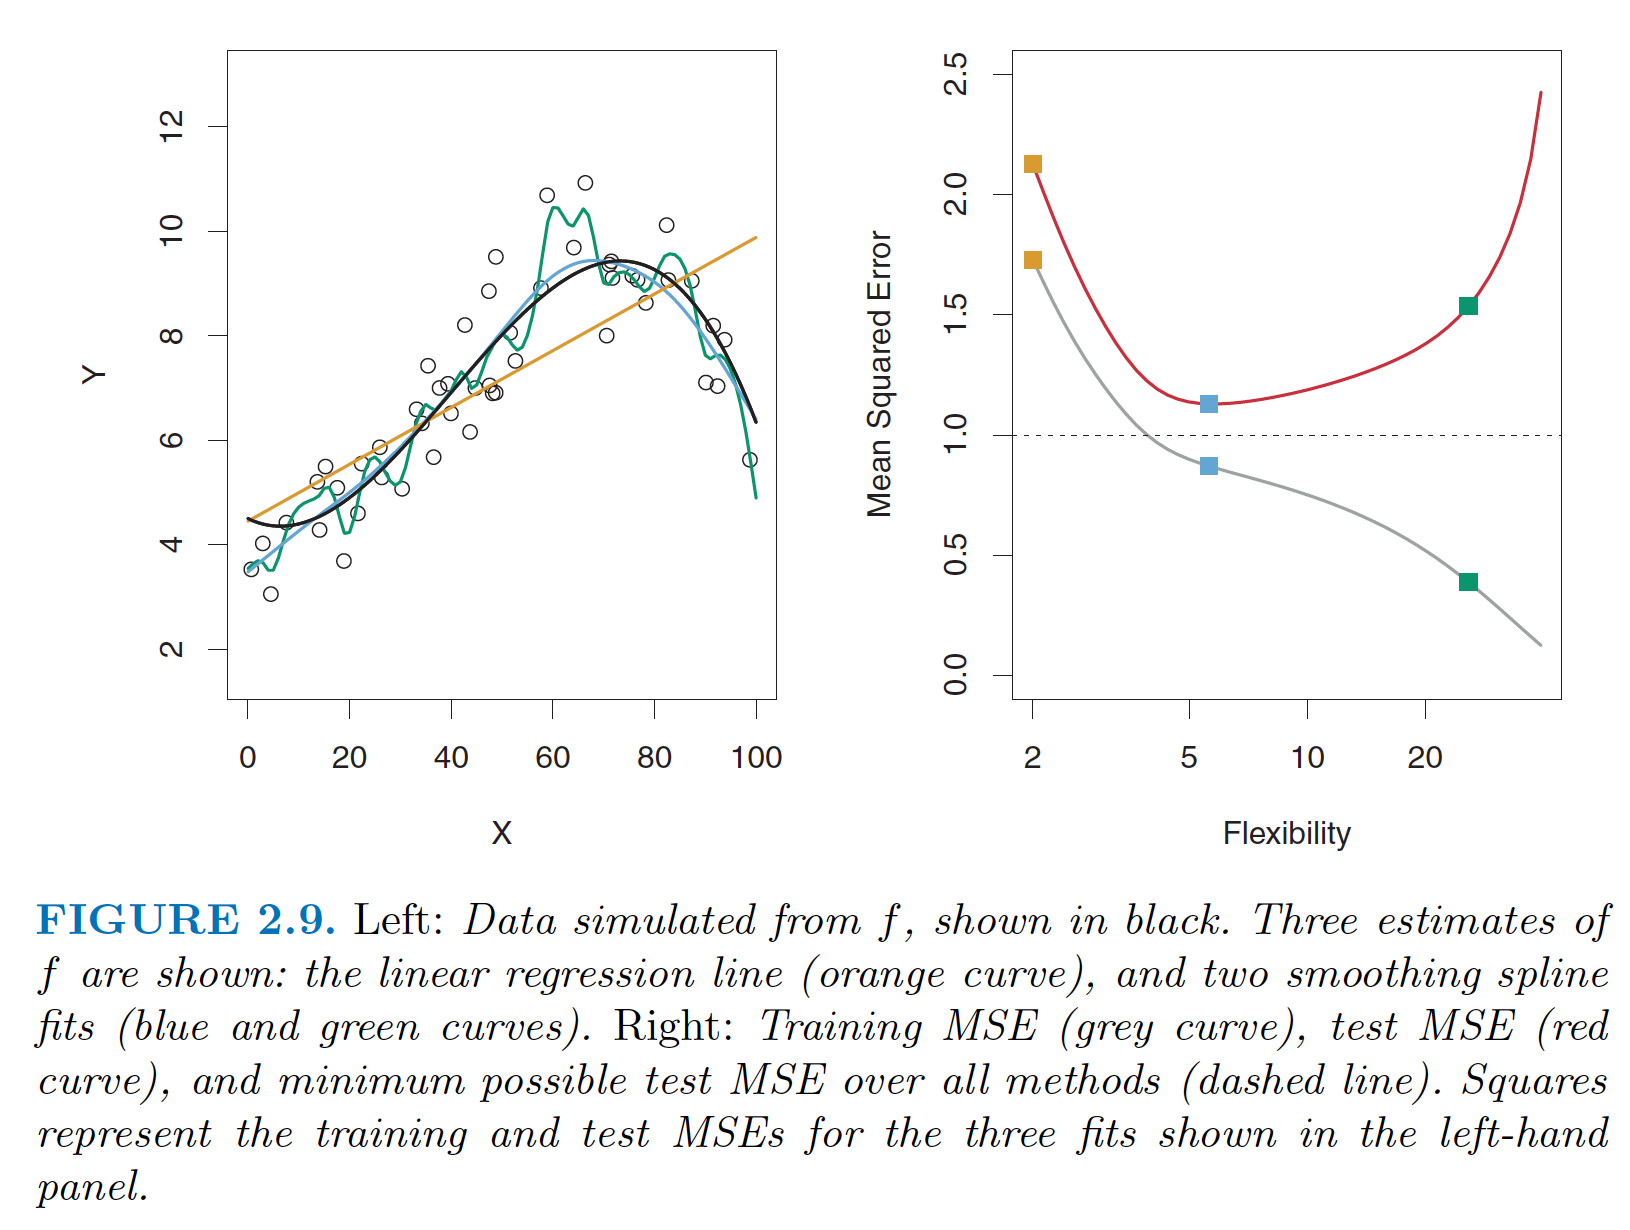 12
10
8
6
4
2
Y
0 20 40 60 80 100
X
2.5
2.0
1.5
1.0
0.5
0.0
Mean Squared Error
2 5 10 20
Flexibility
FIGURE 2.9. Left: Data simulated from f, shown in black. Three estimates of
f are shown: the linear regression line (orange curve), and two smoothing spline
fits (blue and green curves). Right: Training MSE (grey curve), test MSE (red
curve), and minimum possible test MSE over all methods (dashed line). Squares
represent the training and test MSEs for the three fits shown in the left-hand
panel.